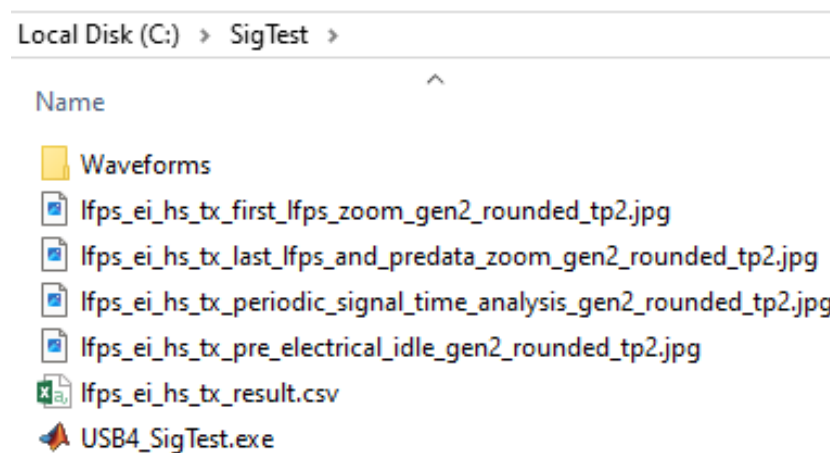 Local Disk (C:) > SigTest >
Name
Waveforms
lfps_ei_hs_tx_first_lfps_zoom_gen2_rounded_tp2.jpg
lfps_ei_hs_tx_last_lfps_and_predata_zoom_gen2_rounded_tp2.jpg
lfps_ei_hs_tx_periodic_signal_time_analysis_gen2_rounded_tp2.jpg
lfps_ei_hs_tx_pre_electrical_idle_gen2_rounded_tp2.jpg
lfps_ei_hs_tx_result.csv
USB4_SigTest.exe